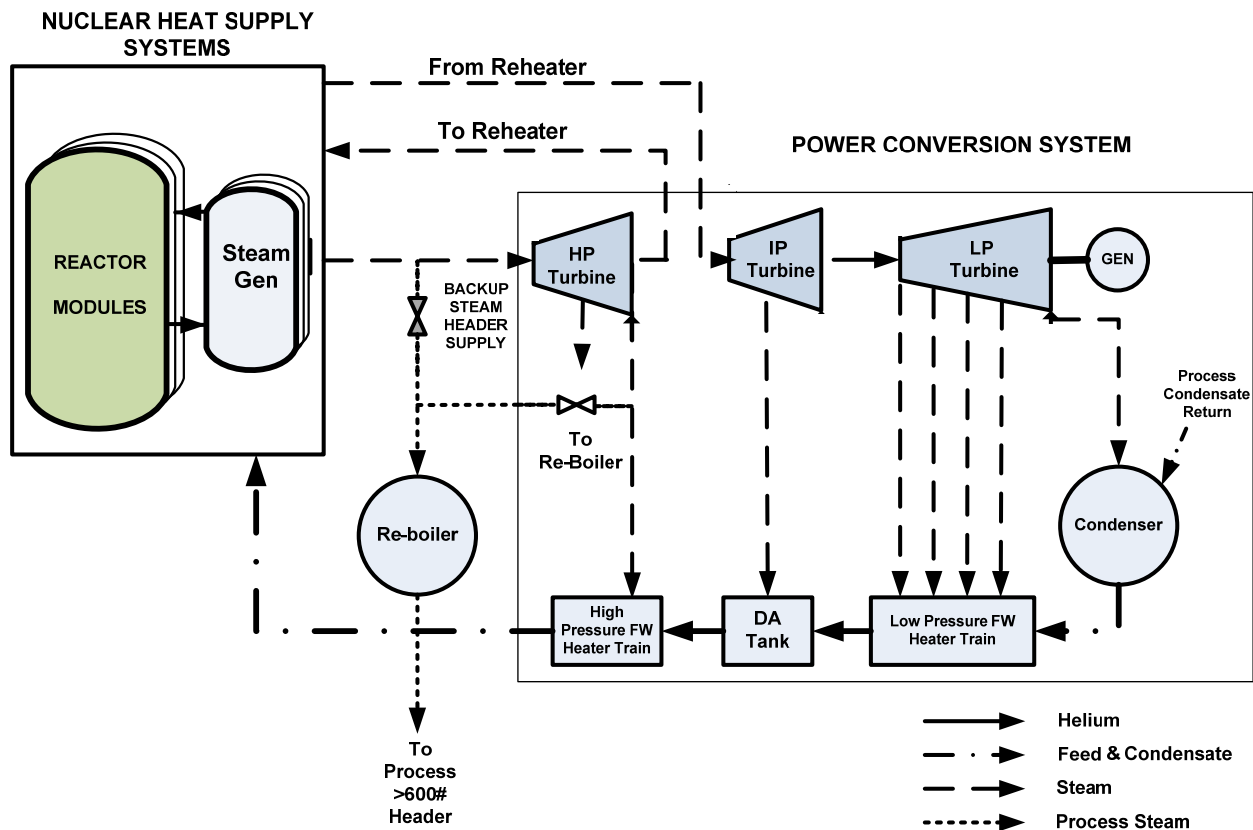 NUCLEAR HEAT SUPPLY
SYSTEMS
From Reheater
To Reheater
POWER CONVERSION SYSTEM
REACTOR
MODULES
Steam
Gen
HP
Turbine
IP
Turbine
LP
Turbine
GEN
BACKUP
STEAM
HEADER
SUPPLY
Process
Condensate
Return
To
Re-Boiler
Re-boiler
Condenser
High
Pressure FW
Heater Train
DA
Tank
Low Pressure FW
Heater Train
To
Process
>600#
Header
Helium
Feed & Condensate
Steam
Process Steam